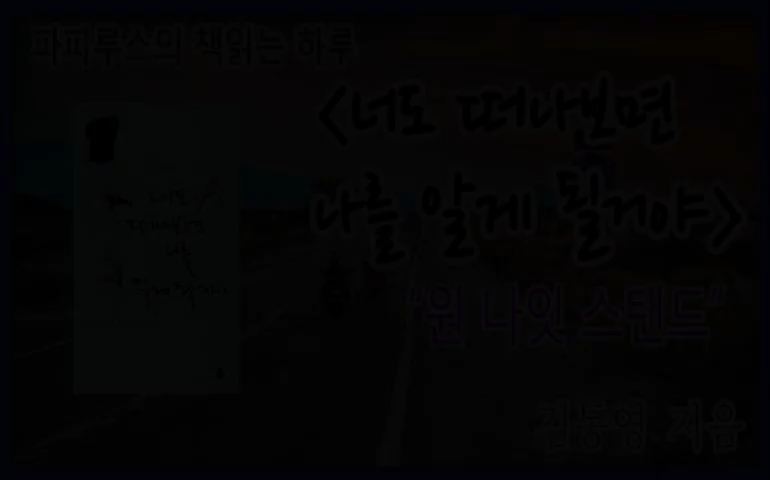 파피루스의 책읽는 하루
<너도 떠나보면
나를 알게 될거야>
"원 나잇 스탠드"
김동영 지음